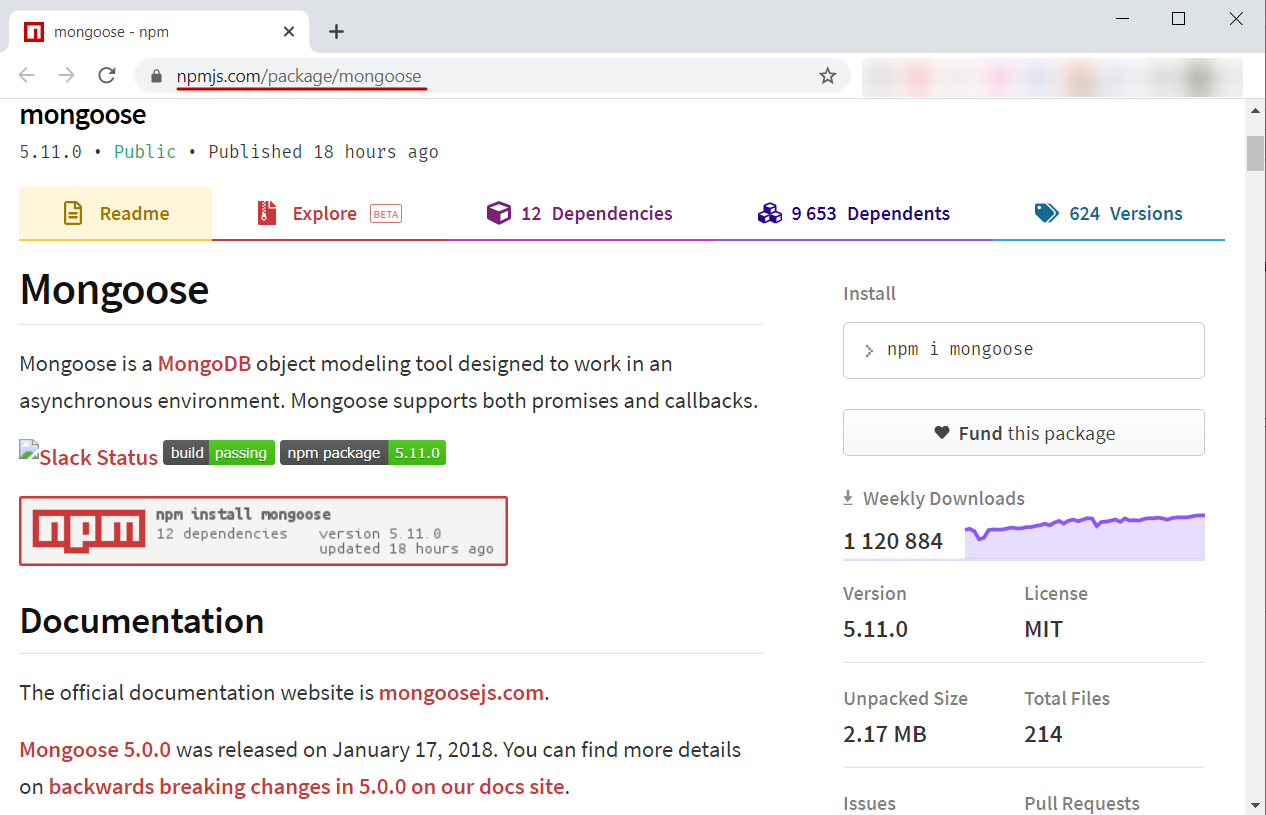 mongoose - npm
npmjs.com/package/mongoose
mongoose
5.11.0 • Public • Published 18 hours ago
Readme
Explore BETA
12 Dependencies
9 653 Dependents
624 Versions
Mongoose
Mongoose is a MongoDB object modeling tool designed to work in an
asynchronous environment. Mongoose supports both promises and callbacks.
Slack Status build passing npm package 5.11.0
npm
npm install mongoose
12 dependencies version 5.11.0
updated 18 hours ago
Documentation
The official documentation website is mongoosejs.com.
Mongoose 5.0.0 was released on January 17, 2018. You can find more details
on backwards breaking changes in 5.0.0 on our docs site.
Install
npm i mongoose
Fund this package
Weekly Downloads
1 120 884
Version License
5.11.0 MIT
Unpacked Size Total Files
2.17 MB 214
Issues Pull Requests